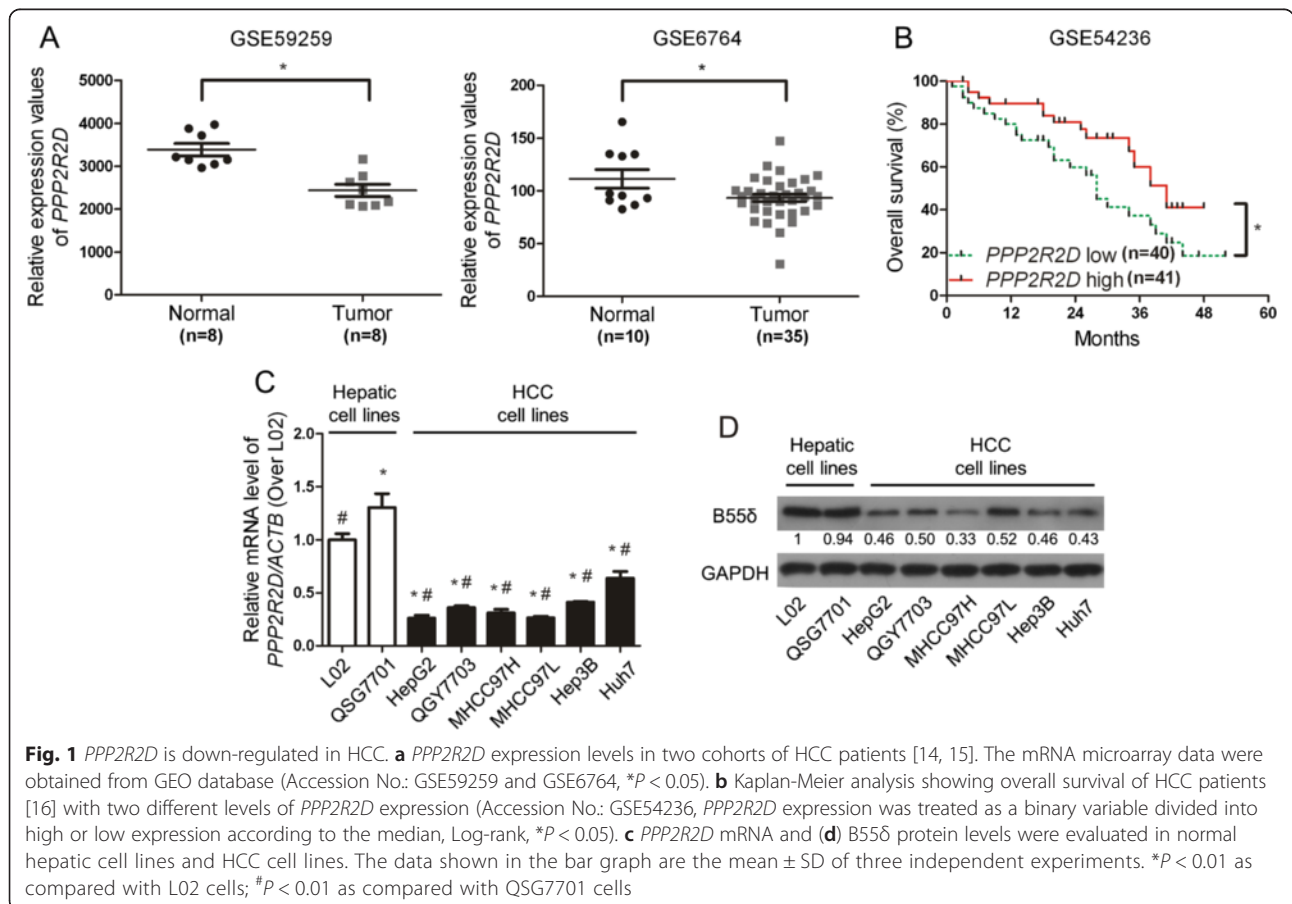 A
GSE59259
Relative expression values
of PPP2R2D
5000
4000
3000
2000
1000
0
*
Normal
(n=8)
Tumor
(n=8)
GSE6764
Relative expression values
of PPP2R2D
200
150
100
50
0
*
Normal
(n=10)
Tumor
(n=35)
B
GSE54236
Overall survival (%)
100
80
60
40
20
0
PPP2R2D low (n=40)
PPP2R2D high (n=41)
*
0 12 24 36 48 60
Months
C
Hepatic
cell lines
HCC
cell lines
Relative mRNA level of
PPP2R2D/ACTB (Over L02)
2.0
1.5
1.0
0.5
0.0
# * *# *# *# *# *# *#
L02
QSG7701
HepG2
QGY7703
MHCC97H
MHCC97L
Hep3B
Huh7
D
Hepatic
cell lines
HCC
cell lines
B55δ
1 0.94 0.46 0.50 0.33 0.52 0.46 0.43
GAPDH
L02
QSG7701
HepG2
QGY7703
MHCC97H
MHCC97L
Hep3B
Huh7
Fig. 1 PPP2R2D is down-regulated in HCC. a PPP2R2D expression levels in two cohorts of HCC patients [14, 15]. The mRNA microarray data were
obtained from GEO database (Accession No.: GSE59259 and GSE6764, *P < 0.05). b Kaplan-Meier analysis showing overall survival of HCC patients
[16] with two different levels of PPP2R2D expression (Accession No.: GSE54236, PPP2R2D expression was treated as a binary variable divided into
high or low expression according to the median, Log-rank, *P < 0.05). c PPP2R2D mRNA and (d) B55δ protein levels were evaluated in normal
hepatic cell lines and HCC cell lines. The data shown in the bar graph are the mean ± SD of three independent experiments. *P < 0.01 as
compared with L02 cells; #P < 0.01 as compared with QSG7701 cells